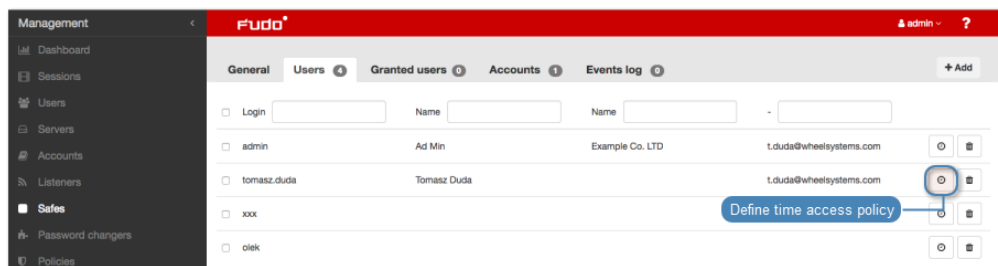 Management
Fudo
admin
?
Dashboard
Sessions
Users
Servers
Accounts
Listeners
Safes
Password changers
Policies
General Users 4 Granted users 0 Accounts 1 Events log 0
+ Add
Login Name Name -
admin Ad Min Example Co. LTD t.duda@wheelsystems.com
tomasz.duda Tomasz Duda t.duda@wheelsystems.com
Define time access policy
xxx
olek